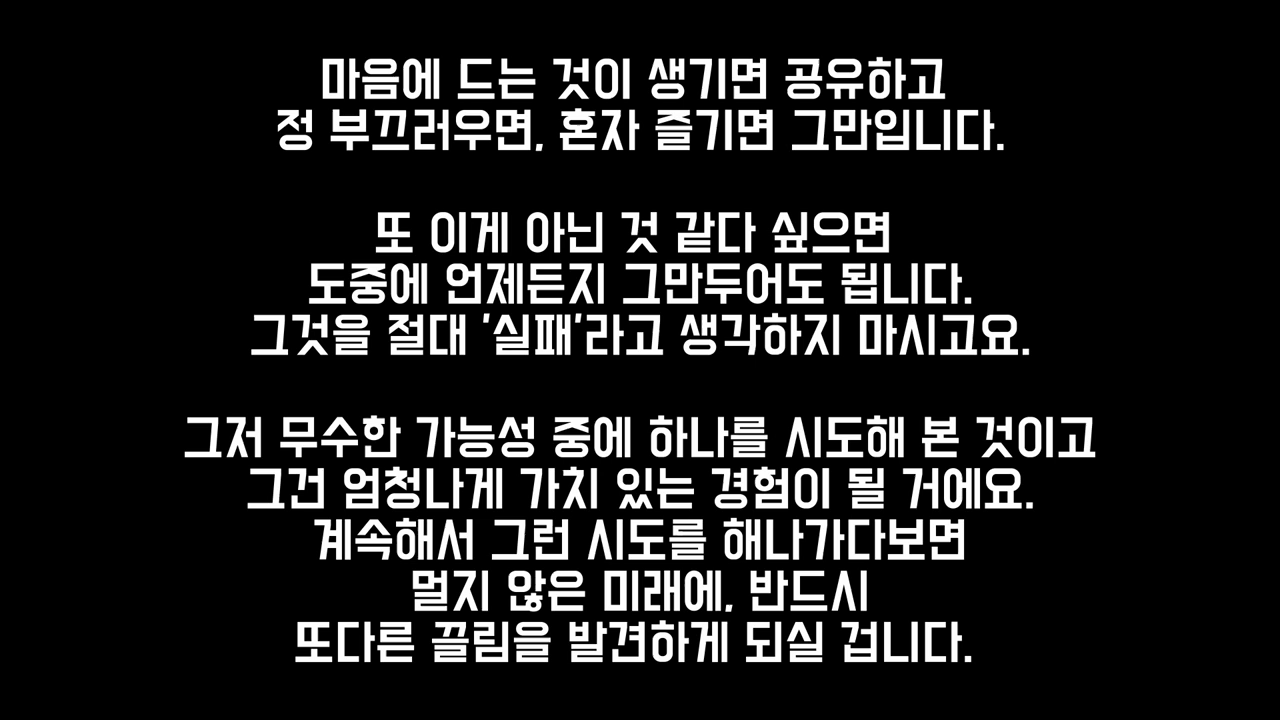 마음에 드는 것이 생기면 공유하고
정 부끄러우면, 혼자 즐기면 그만입니다.
또 이게 아닌 것 같다 싶으면
도중에 언제든지 그만두어도 됩니다.
그것을 절대 '실패'라고 생각하지 마시고요.
그저 무수한 가능성 중에 하나를 시도해 본 것이고
그건 엄청나게 가치 있는 경험이 될 거에요.
계속해서 그런 시도를 해나가다보면
멀지 않은 미래에, 반드시
또다른 끌림을 발견하게 되실 겁니다.